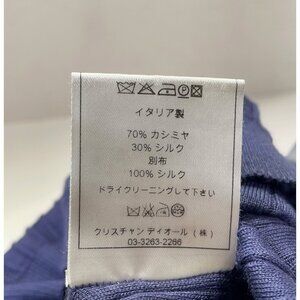 イタリア製
70% カシミヤ
30% シルク
別布
100% シルク
ドライクリーニングして下さい
クリスチャン ディオール (株)
03-3263-2266